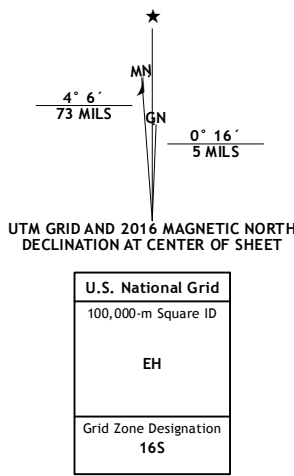 MN
4° 6´
73 MILS
GN
0° 16´
5 MILS
UTM GRID AND 2016 MAGNETIC NORTH
DECLINATION AT CENTER OF SHEET
U.S. National Grid
100,000-m Square ID
EH
Grid Zone Designation
16S